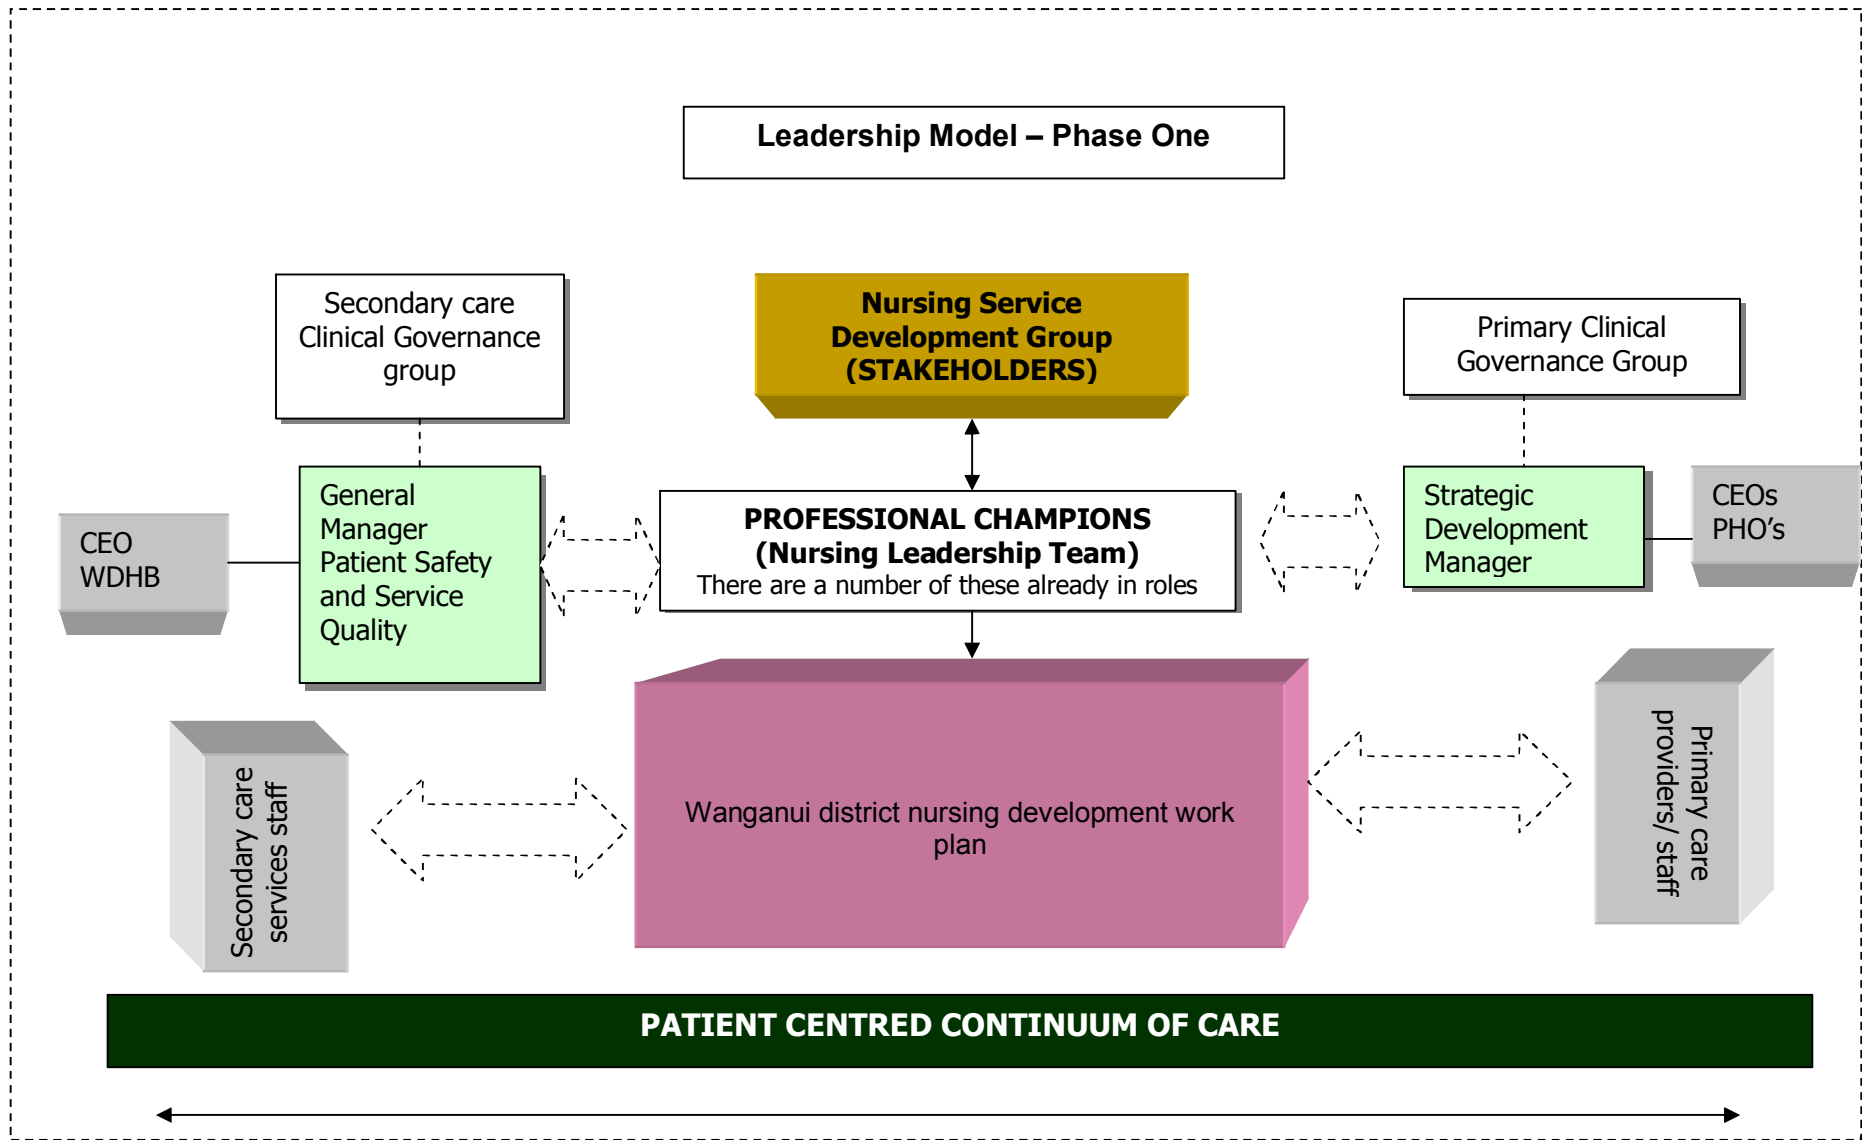 Leadership Model – Phase One
Secondary care
Clinical Governance
group
Nursing Service
Development Group
(STAKEHOLDERS)
Primary Clinical
Governance Group
CEO
WDHB
General
Manager
Patient Safety
and Service
Quality
PROFESSIONAL CHAMPIONS
(Nursing Leadership Team)
There are a number of these already in roles
Strategic
Development
Manager
CEOs
PHO’s
Secondary care
services staff
Wanganui district nursing development work
plan
Primary care
providers/ staff
PATIENT CENTRED CONTINUUM OF CARE